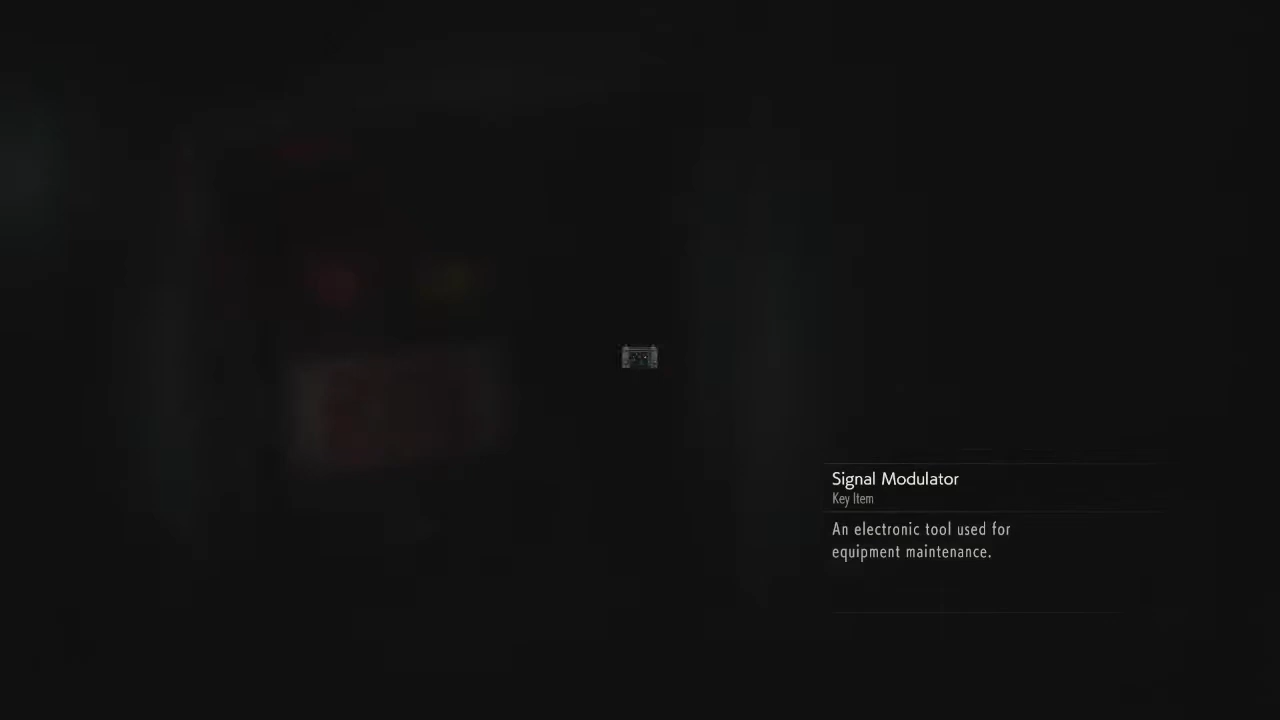 Signal Modulator
Key Item
An electronic tool used for
equipment maintenance.